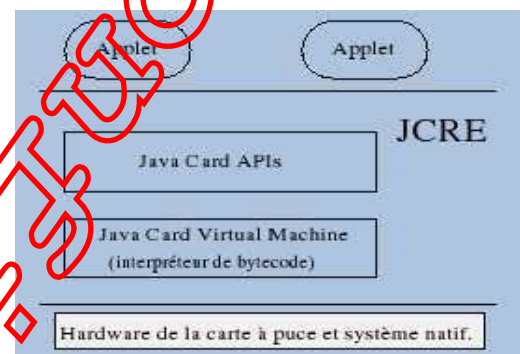 Applet Applet
JCRE
Java Card APIs
Java Card Virtual Machine
(interpréteur de bytecode)
Hardware de la carte à puce et système natif.